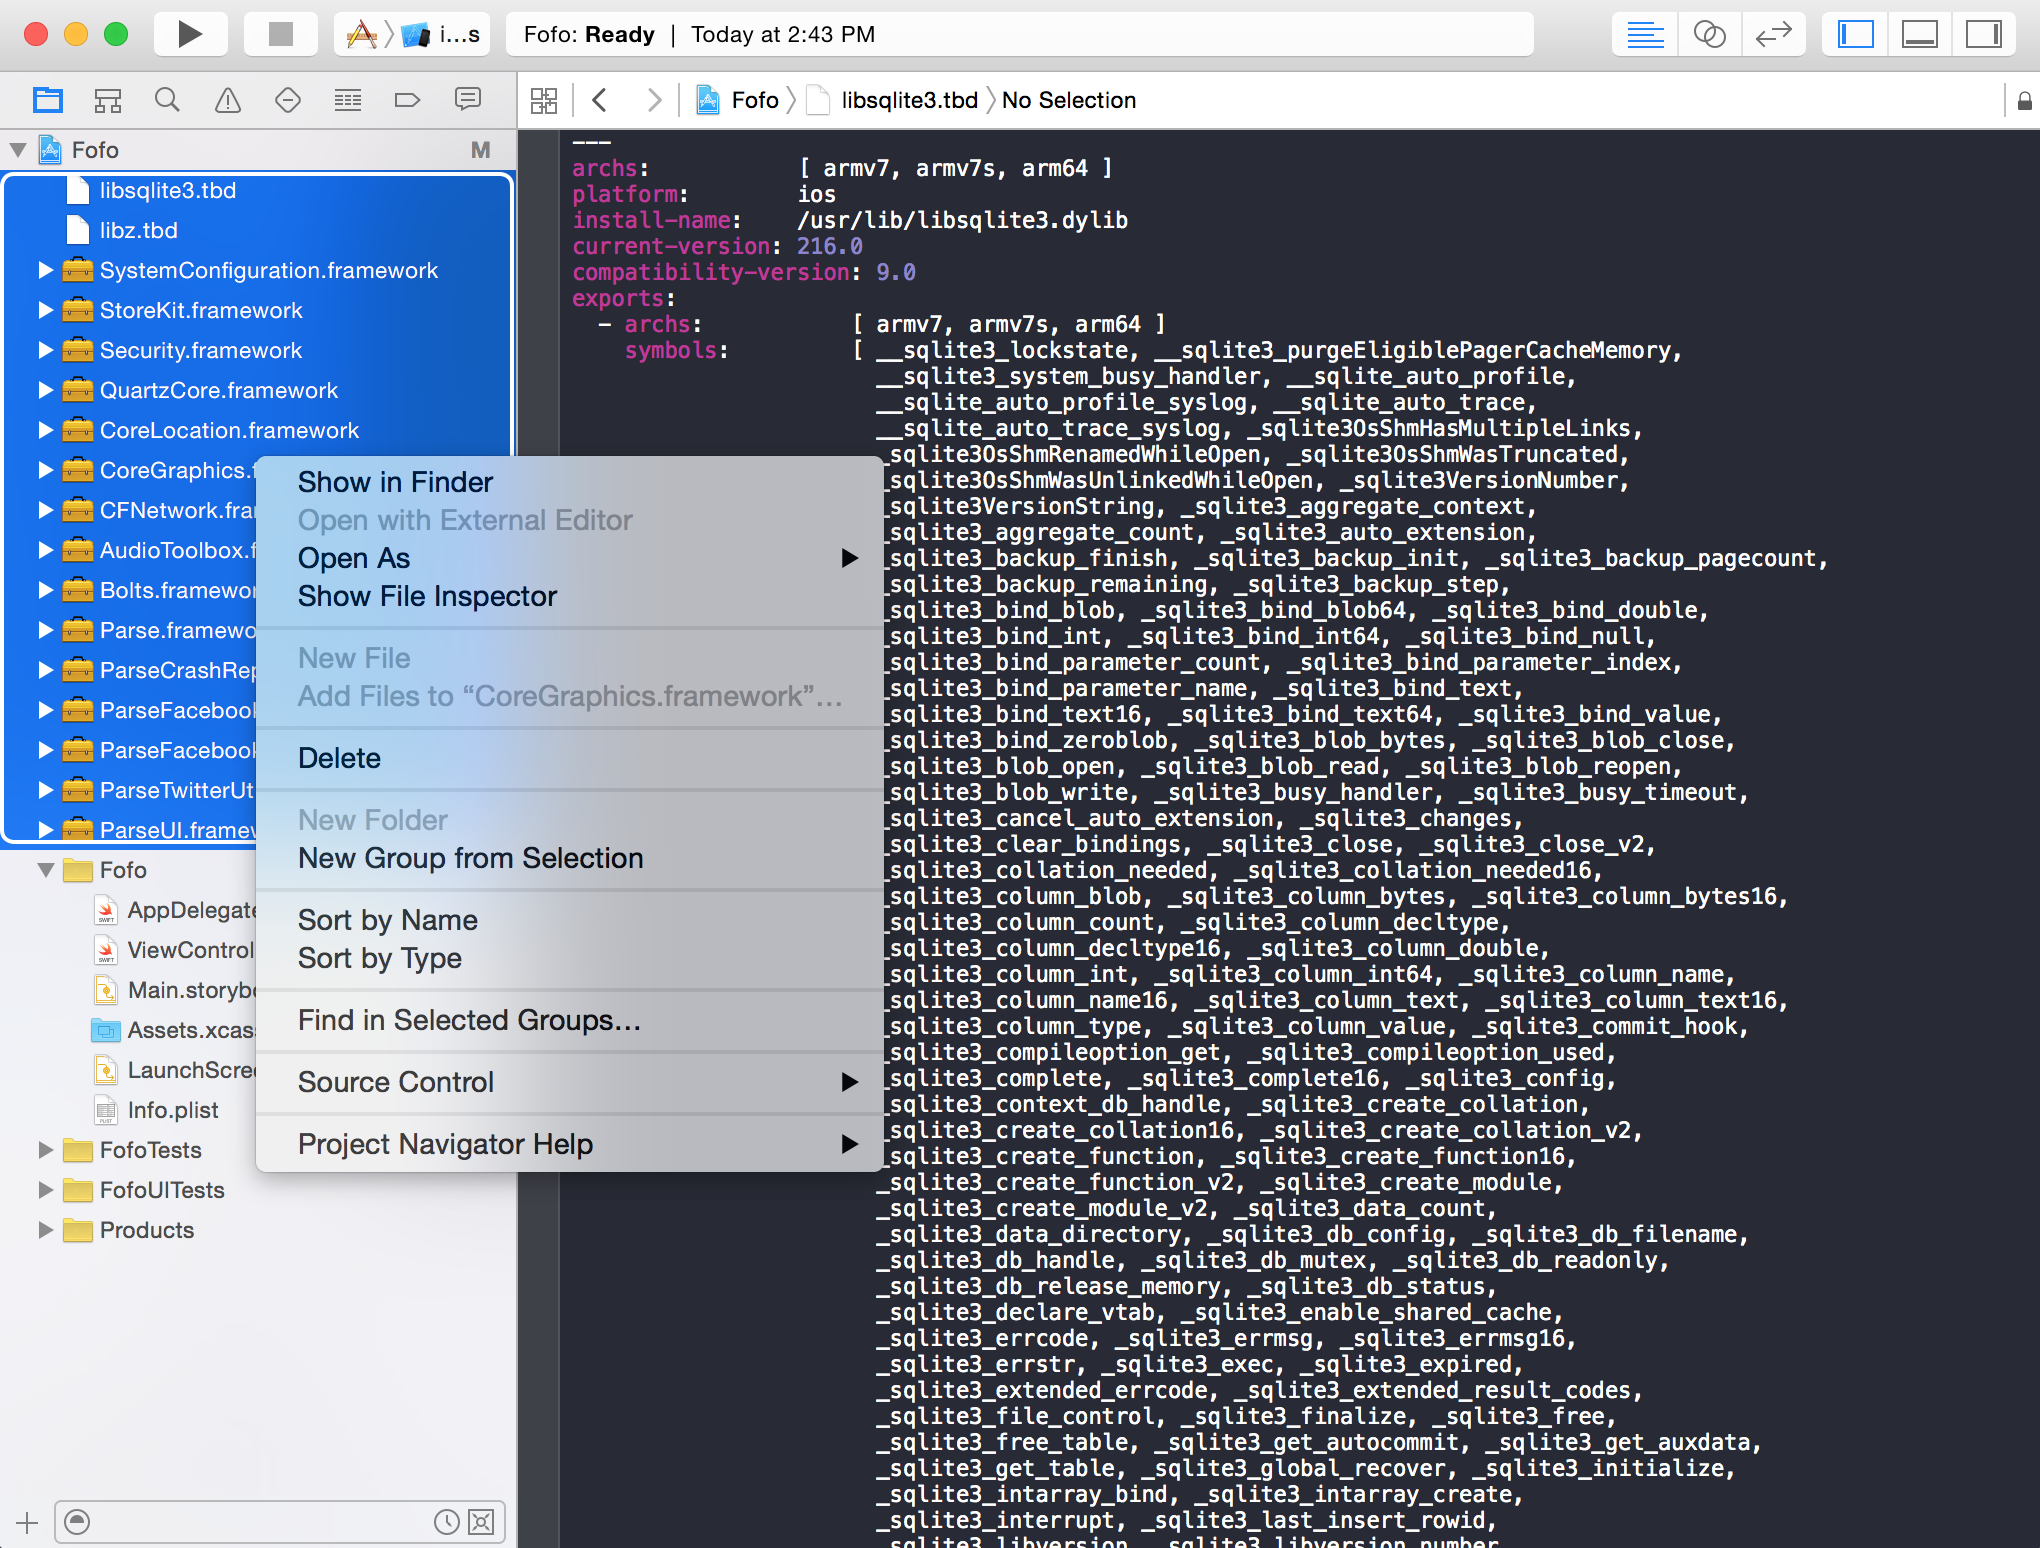 i...s
Fofo: Ready | Today at 2:43 PM
Fofo
libsqlite3.tbd
No Selection
Fofo
M
libsqlite3.tbd
libz.tbd
SystemConfiguration.framework
StoreKit.framework
Security.framework
QuartzCore.framework
CoreLocation.framework
CoreGraphics.f
CFNetwork.fra
AudioToolbox.f
Bolts.framewor
Parse.framewo
ParseCrashRep
ParseFacebook
ParseFacebook
ParseTwitterUt
ParseUI.framew
Fofo
AppDelegate
ViewControl
Main.storybo
Assets.xcass
LaunchScree
Info.plist
FofoTests
FofoUITests
Products
Show in Finder
Open with External Editor
Open As
Show File Inspector
New File
Add Files to “CoreGraphics.framework”...
Delete
New Folder
New Group from Selection
Sort by Name
Sort by Type
Find in Selected Groups...
Source Control
Project Navigator Help
---
archs: [ armv7, armv7s, arm64 ]
platform: ios
install-name: /usr/lib/libsqlite3.dylib
current-version: 216.0
compatibility-version: 9.0
exports:
- archs: [ armv7, armv7s, arm64 ]
symbols: [ __sqlite3_lockstate, __sqlite3_purgeEligiblePagerCacheMemory,
__sqlite3_system_busy_handler, __sqlite_auto_profile,
__sqlite_auto_profile_syslog, __sqlite_auto_trace,
__sqlite_auto_trace_syslog, _sqlite3OsShmHasMultipleLinks,
_sqlite3OsShmRenamedWhileOpen, _sqlite3OsShmWasTruncated,
_sqlite3OsShmWasUnlinkedWhileOpen, _sqlite3VersionNumber,
_sqlite3VersionString, _sqlite3_aggregate_context,
_sqlite3_aggregate_count, _sqlite3_auto_extension,
_sqlite3_backup_finish, _sqlite3_backup_init, _sqlite3_backup_pagecount,
_sqlite3_backup_remaining, _sqlite3_backup_step,
_sqlite3_bind_blob, _sqlite3_bind_blob64, _sqlite3_bind_double,
_sqlite3_bind_int, _sqlite3_bind_int64, _sqlite3_bind_null,
_sqlite3_bind_parameter_count, _sqlite3_bind_parameter_index,
_sqlite3_bind_parameter_name, _sqlite3_bind_text,
_sqlite3_bind_text16, _sqlite3_bind_text64, _sqlite3_bind_value,
_sqlite3_bind_zeroblob, _sqlite3_blob_bytes, _sqlite3_blob_close,
_sqlite3_blob_open, _sqlite3_blob_read, _sqlite3_blob_reopen,
_sqlite3_blob_write, _sqlite3_busy_handler, _sqlite3_busy_timeout,
_sqlite3_cancel_auto_extension, _sqlite3_changes,
_sqlite3_clear_bindings, _sqlite3_close, _sqlite3_close_v2,
_sqlite3_collation_needed, _sqlite3_collation_needed16,
_sqlite3_column_blob, _sqlite3_column_bytes, _sqlite3_column_bytes16,
_sqlite3_column_count, _sqlite3_column_decltype,
_sqlite3_column_decltype16, _sqlite3_column_double,
_sqlite3_column_int, _sqlite3_column_int64, _sqlite3_column_name,
_sqlite3_column_name16, _sqlite3_column_text, _sqlite3_column_text16,
_sqlite3_column_type, _sqlite3_column_value, _sqlite3_commit_hook,
_sqlite3_compileoption_get, _sqlite3_compileoption_used,
_sqlite3_complete, _sqlite3_complete16, _sqlite3_config,
_sqlite3_context_db_handle, _sqlite3_create_collation,
_sqlite3_create_collation16, _sqlite3_create_collation_v2,
_sqlite3_create_function, _sqlite3_create_function16,
_sqlite3_create_function_v2, _sqlite3_create_module,
_sqlite3_create_module_v2, _sqlite3_data_count,
_sqlite3_data_directory, _sqlite3_db_config, _sqlite3_db_filename,
_sqlite3_db_handle, _sqlite3_db_mutex, _sqlite3_db_readonly,
_sqlite3_db_release_memory, _sqlite3_db_status,
_sqlite3_declare_vtab, _sqlite3_enable_shared_cache,
_sqlite3_errcode, _sqlite3_errmsg, _sqlite3_errmsg16,
_sqlite3_errstr, _sqlite3_exec, _sqlite3_expired,
_sqlite3_extended_errcode, _sqlite3_extended_result_codes,
_sqlite3_file_control, _sqlite3_finalize, _sqlite3_free,
_sqlite3_free_table, _sqlite3_get_autocommit, _sqlite3_get_auxdata,
_sqlite3_get_table, _sqlite3_global_recover, _sqlite3_initialize,
_sqlite3_intarray_bind, _sqlite3_intarray_create,
_sqlite3_interrupt, _sqlite3_last_insert_rowid,
_sqlite3_libversion, _sqlite3_libversion_number,